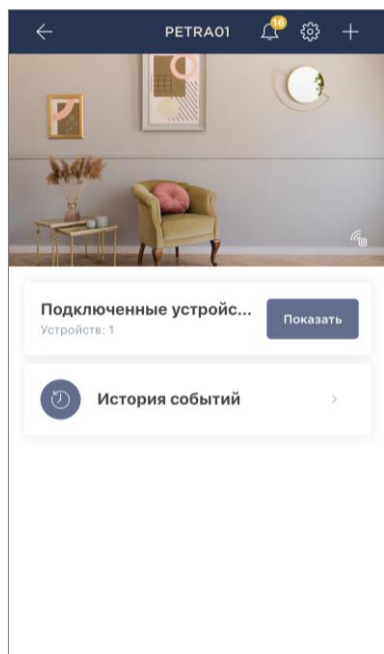 PETRA01
16
Подключенные устройс...
Устройств: 1
Показать
История событий